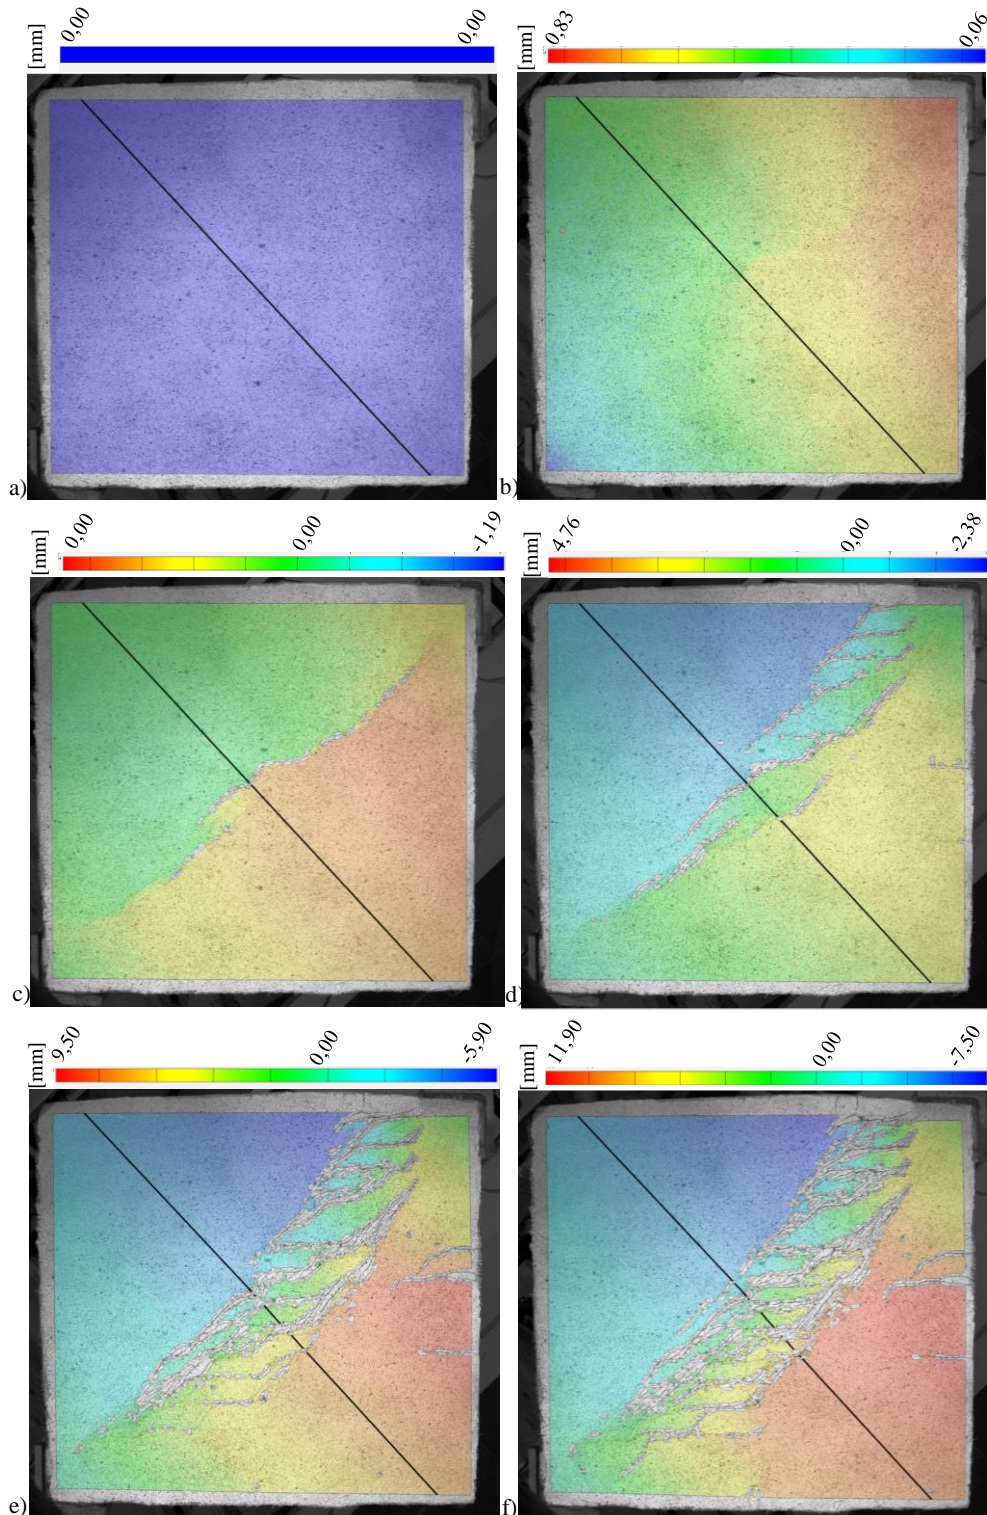 [mm] 0,00 0,00
[mm] 0,83 0,06
a) b)
[mm] 0,00 0,00 -1,19
[mm] 4,76 0,00 -2,38
c) d)
[mm] 9,50 0,00 -5,90
[mm] 11,90 0,00 -7,50
e) f)